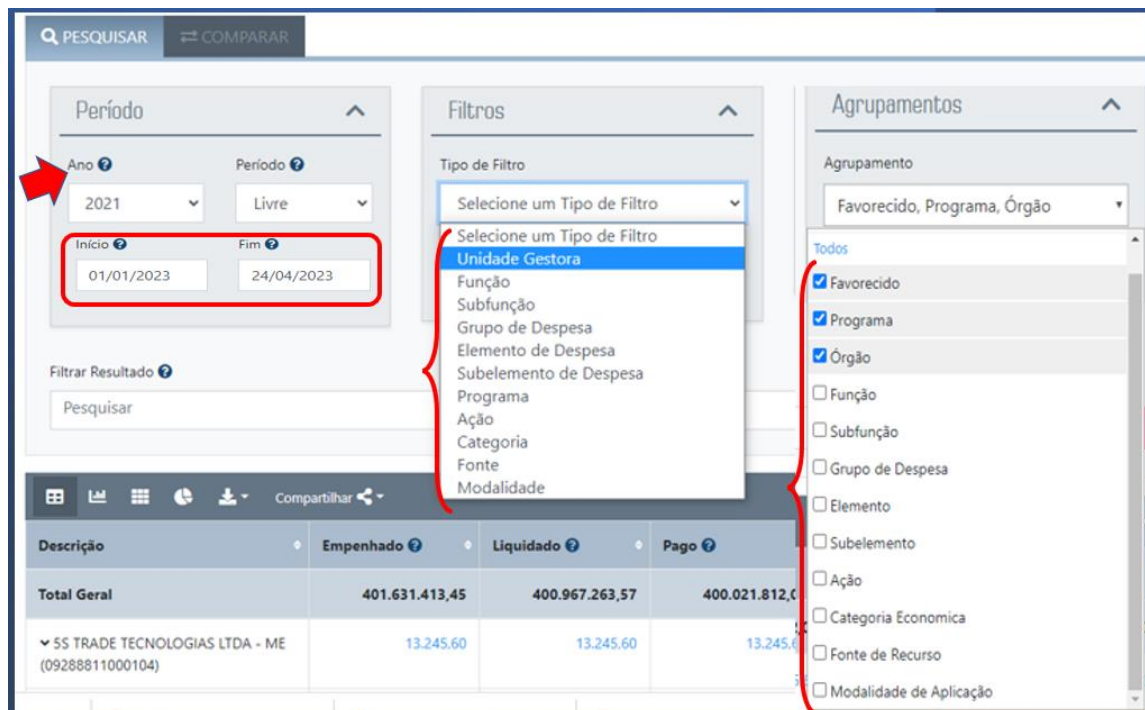 PESQUISAR
COMPARAR
Período
Ano
Período
2021
Livre
Início
Fim
01/01/2023
24/04/2023
Filtros
Tipo de Filtro
Selecione um Tipo de Filtro
Selecione um Tipo de Filtro
Unidade Gestora
Função
Subfunção
Grupo de Despesa
Elemento de Despesa
Subelemento de Despesa
Programa
Ação
Categoria
Fonte
Modalidade
Agrupamentos
Agrupamento
Favorecido, Programa, Órgão
Todos
Favorecido
Programa
Órgão
Função
Subfunção
Grupo de Despesa
Elemento
Subelemento
Ação
Categoria Economica
Fonte de Recurso
Modalidade de Aplicação
Filtrar Resultado
Pesquisar
Compartilhar
Descrição Empenhado Liquidado Pago
Total Geral 401.631.413,45 400.967.263,57 400.021.812,
5S TRADE TECNOLOGIAS LTDA - ME 13.245,60 13.245,60 13.245,
(09288811000104)